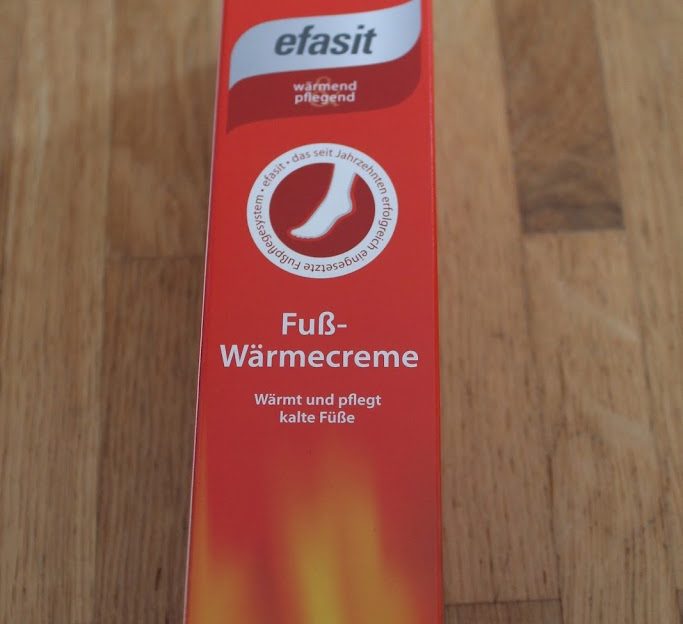 efasit
wärmend
&
pflegend
efasit • das seit Jahrzehnten erfolgreich eingesetzte Fußpflegesystem •
Fuß-
Wärmecreme
Wärmt und pflegt
kalte Füße